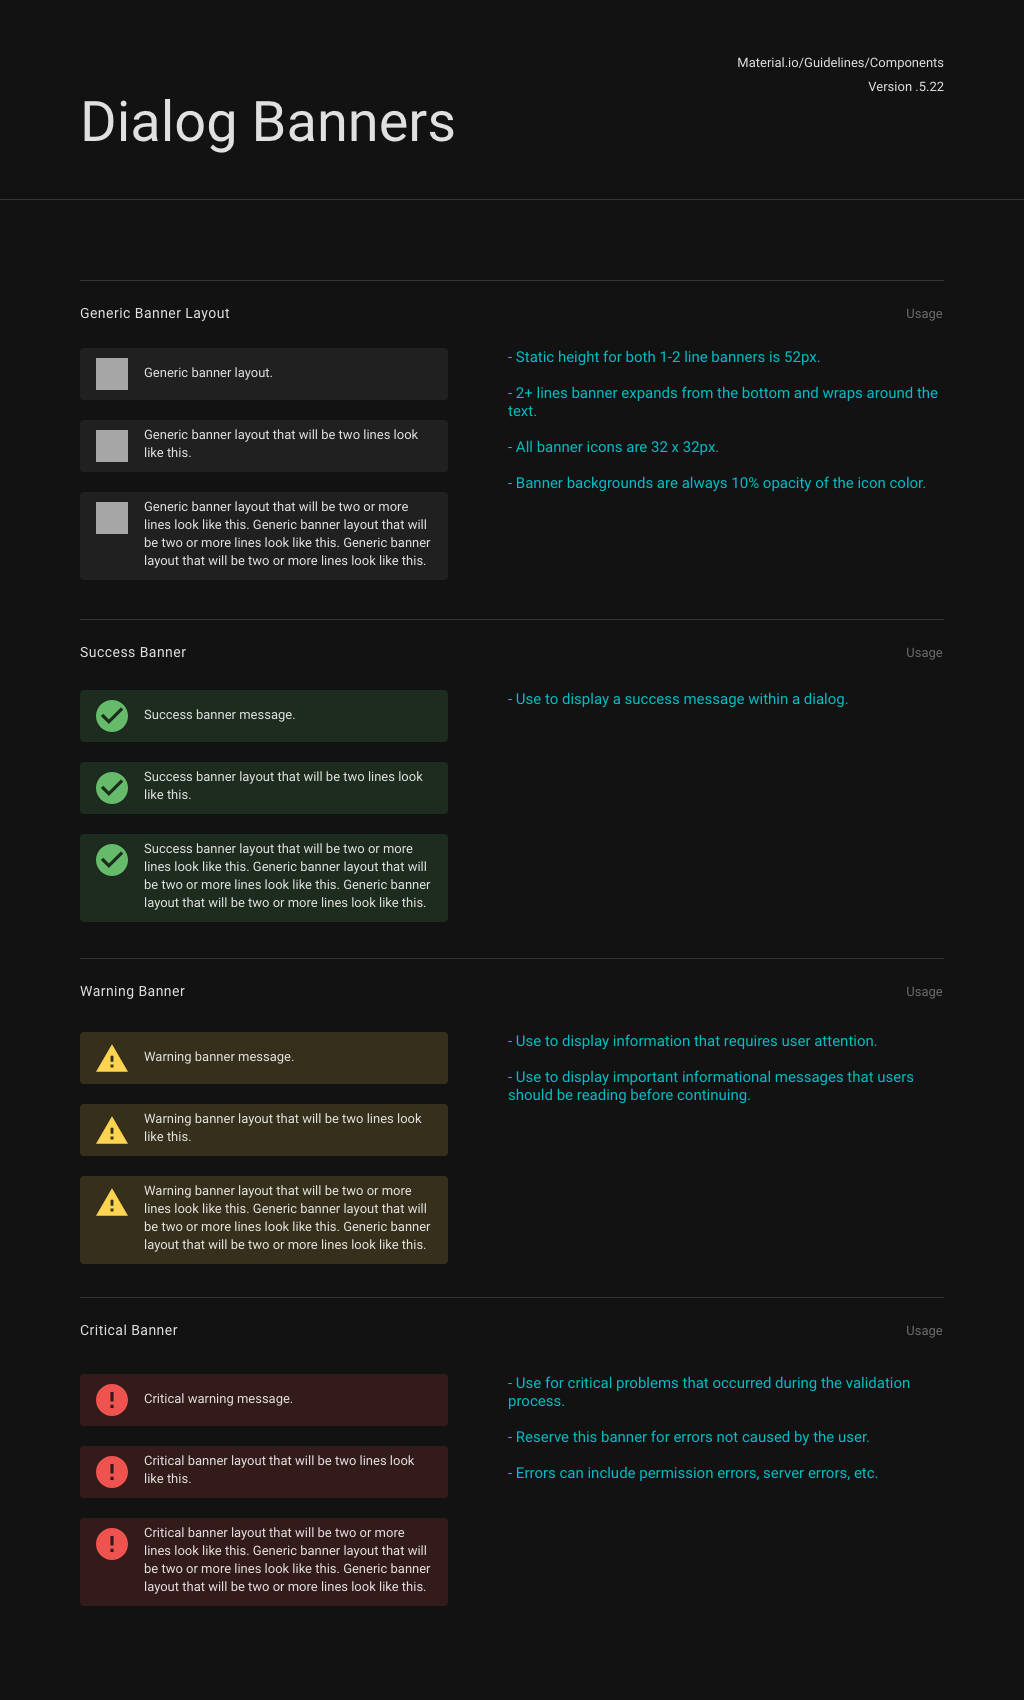 Material.io/Guidelines/Components
Version .5.22
Dialog Banners
Generic Banner Layout
Usage
Generic banner layout.
Generic banner layout that will be two lines look
like this.
Generic banner layout that will be two or more
lines look like this. Generic banner layout that will
be two or more lines look like this. Generic banner
layout that will be two or more lines look like this.
- Static height for both 1-2 line banners is 52px.
- 2+ lines banner expands from the bottom and wraps around the
text.
- All banner icons are 32 x 32px.
- Banner backgrounds are always 10% opacity of the icon color.
Success Banner
Usage
Success banner message.
Success banner layout that will be two lines look
like this.
Success banner layout that will be two or more
lines look like this. Generic banner layout that will
be two or more lines look like this. Generic banner
layout that will be two or more lines look like this.
- Use to display a success message within a dialog.
Warning Banner
Usage
Warning banner message.
Warning banner layout that will be two lines look
like this.
Warning banner layout that will be two or more
lines look like this. Generic banner layout that will
be two or more lines look like this. Generic banner
layout that will be two or more lines look like this.
- Use to display information that requires user attention.
- Use to display important informational messages that users
should be reading before continuing.
Critical Banner
Usage
Critical warning message.
Critical banner layout that will be two lines look
like this.
Critical banner layout that will be two or more
lines look like this. Generic banner layout that will
be two or more lines look like this. Generic banner
layout that will be two or more lines look like this.
- Use for critical problems that occurred during the validation
process.
- Reserve this banner for errors not caused by the user.
- Errors can include permission errors, server errors, etc.